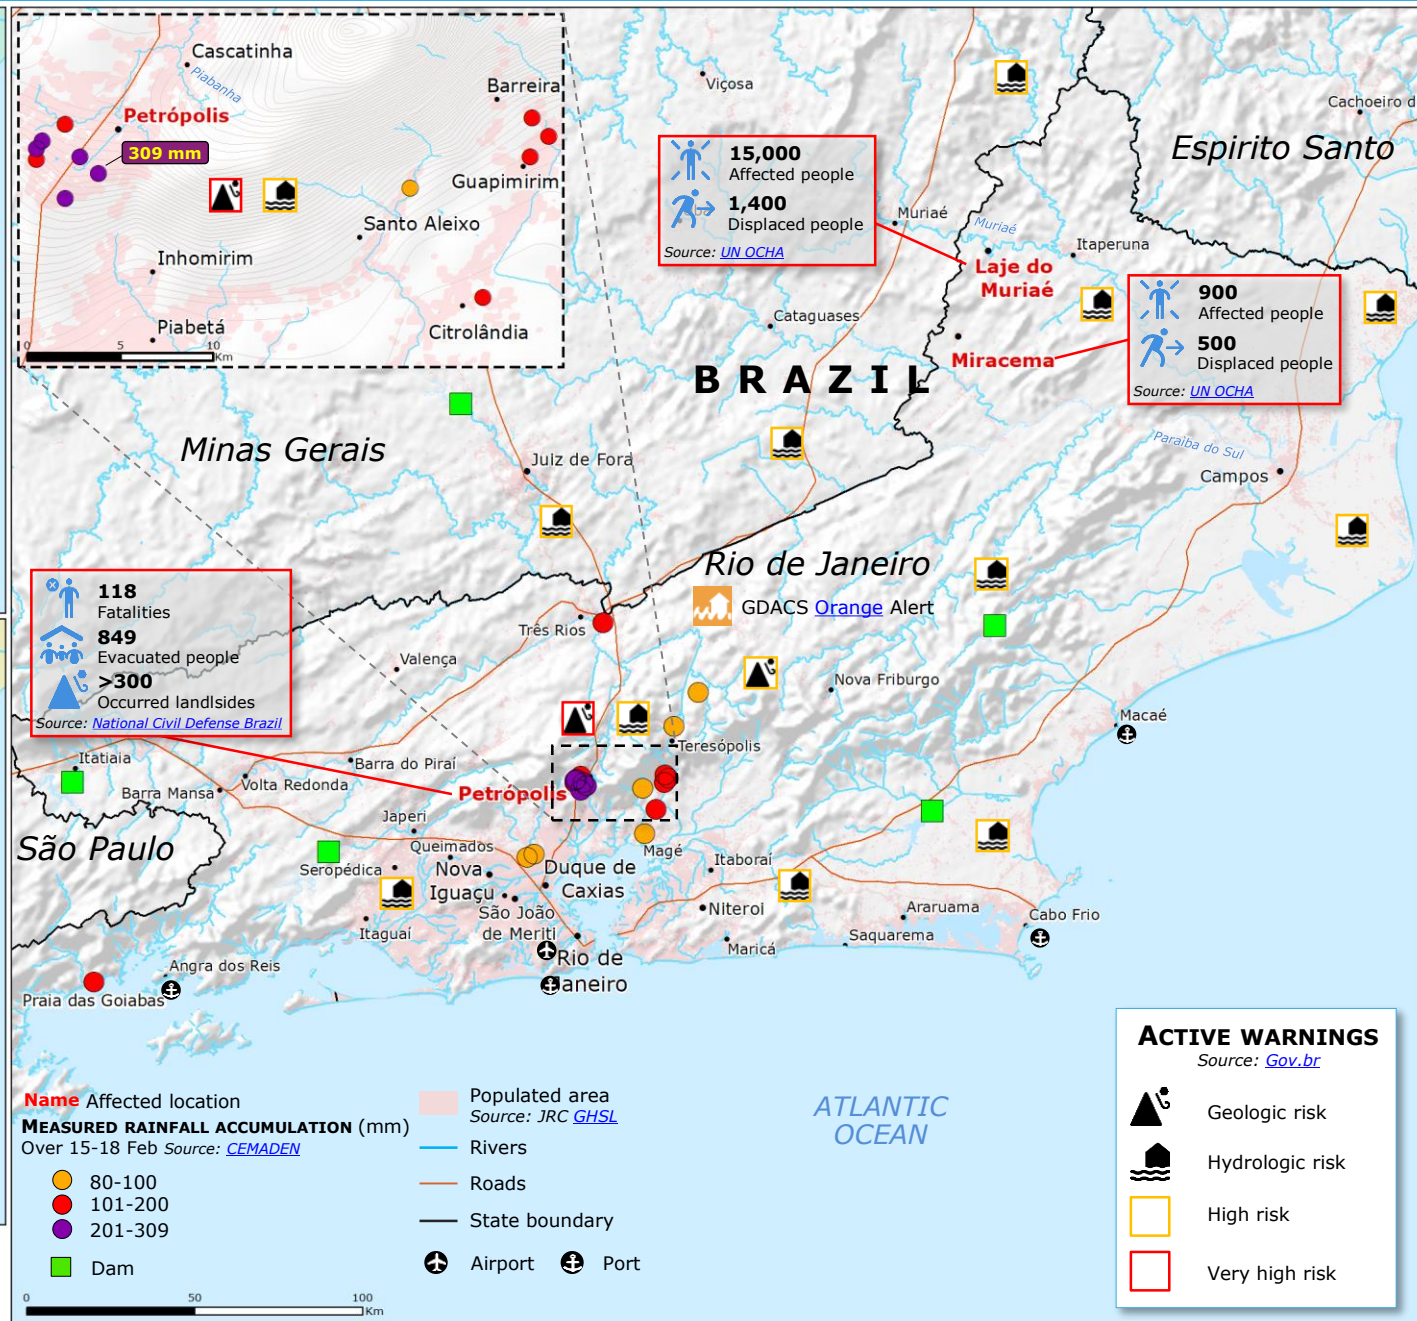 Cascatinha
Piabanha
Barreira
Petrópolis
309 mm
Guapimirim
Santo Aleixo
Inhomirim
Piabetá
Citrolândia
0 5 10
Km
Viçosa
Cachoeiro d
Espirito Santo
15,000
Affected people
1,400
Displaced people
Source: UN OCHA
Muriaé
Muriaé
Itaperuna
Laje do
Muriaé
900
Affected people
500
Displaced people
Source: UN OCHA
Cataguases
Miracema
BRAZIL
Minas Gerais
Juiz de Fora
Paraiba do Sul
Campos
Rio de Janeiro
GDACS Orange Alert
118
Fatalities
849
Evacuated people
>300
Occurred landlsides
Source: National Civil Defense Brazil
Três Rios
Valença
Nova Friburgo
Macaé
Teresópolis
Itatiaia
Barra do Piraí
Volta Redonda
Barra Mansa
Petrópolis
São Paulo
Japeri
Queimados
Magé
Seropédica
Nova
Iguaçu
Duque de
Caxias
Itaboraí
São João
de Meriti
Niteroi
Araruama
Cabo Frio
Itaguaí
Maricá
Saquarema
Rio de
Janeiro
Angra dos Reis
Praia das Goiabas
ATLANTIC
OCEAN
Name Affected location
MEASURED RAINFALL ACCUMULATION (mm)
Over 15-18 Feb Source: CEMADEN
80-100
101-200
201-309
Dam
0 50 100
Km
Populated area
Source: JRC GHSL
Rivers
Roads
State boundary
Airport
Port
ACTIVE WARNINGS
Source: Gov.br
Geologic risk
Hydrologic risk
High risk
Very high risk